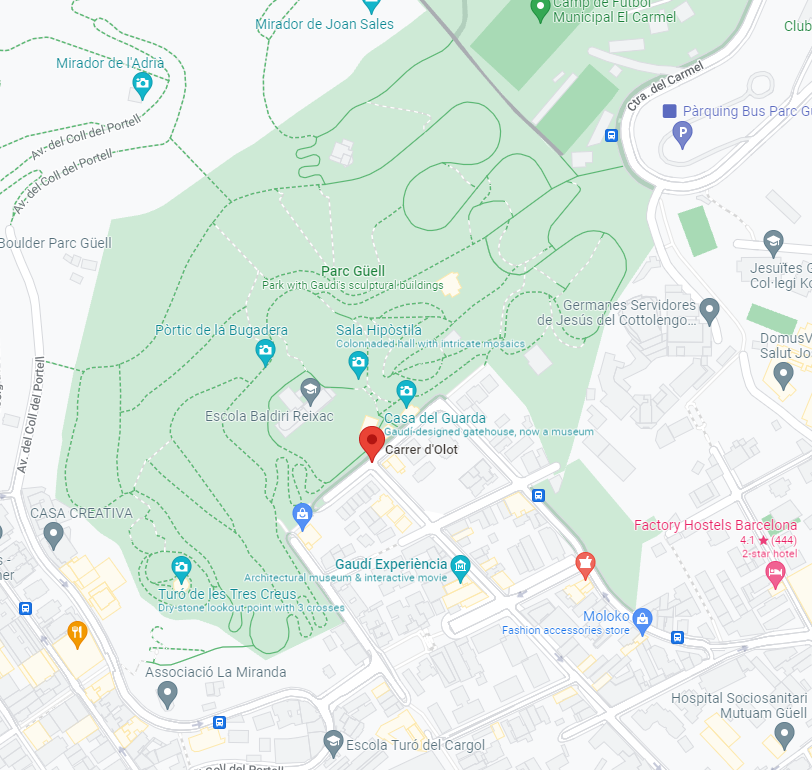 Camp de Futbol
Municipal El Carmel
Mirador de Joan Sales
Club
Mirador de l'Adrià
Ctra. del Carmel
Pàrquing Bus Parc Gü
Av. del Coll del Portell
Av. del Coll del Portell
Boulder Parc Güell
Jesuïtes G
Col·legi Ko
Parc Güell
Park with Gaudí's sculptural buildings
Germanes Servidores
de Jesús del Cottolengo...
Pòrtic de la Bugadera
Sala Hipòstila
Colonnaded hall with intricate mosaics
DomusV
Salut Jo
Av. del Coll del Portell
Escola Baldiri Reixac
Casa del Guarda
Gaudí-designed gatehouse, now a museum
Carrer d'Olot
CASA CREATIVA
Factory Hostels Barcelona
4.1 ★ (444)
2-star hotel
Gaudí Experiència
Architectural museum & interactive movie
Turó de les Tres Creus
Dry-stone lookout point with 3 crosses
Moloko
Fashion accessories store
Associació La Miranda
Hospital Sociosanitari
Mutuam Güell
Escola Turó del Cargol
coll del Portell